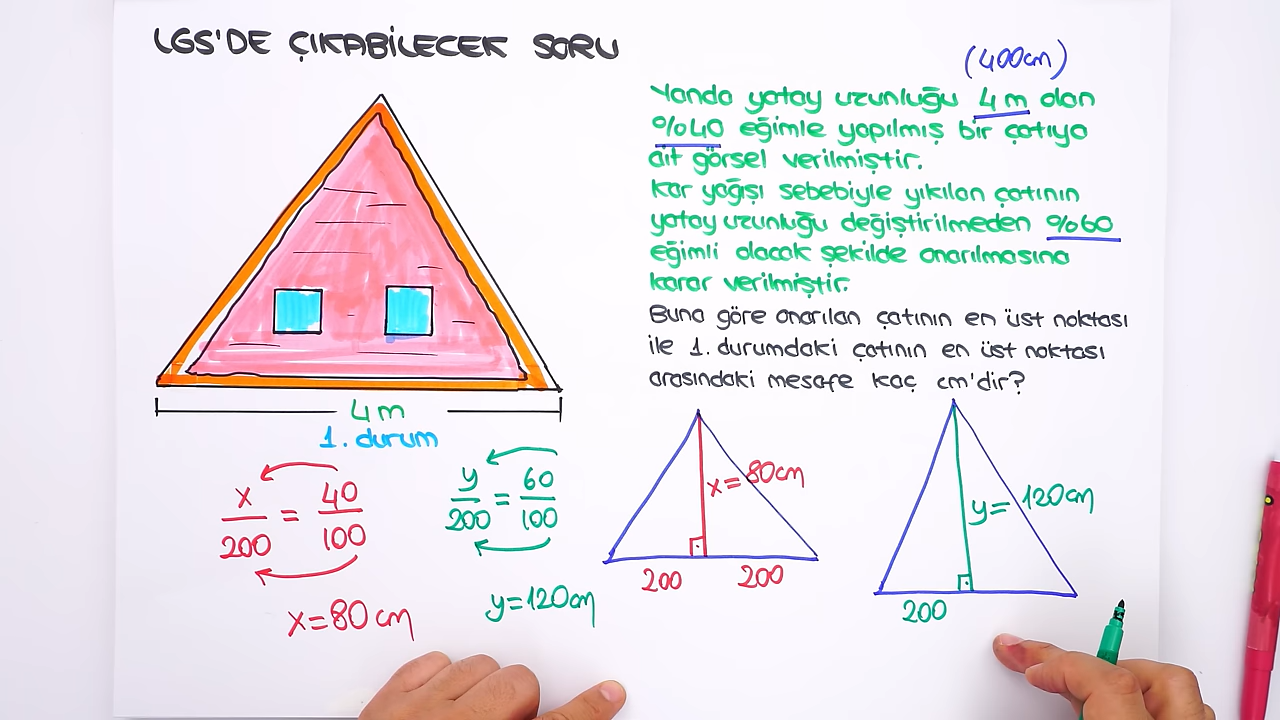 LGS'DE ÇIKABİLECEK SORU
(400cm)
Yanda yatay uzunluğu 4 m olan
%40 eğimle yapılmış bir çatıya
ait görsel verilmiştir.
Kar yağışı sebebiyle yıkılan çatının
yatay uzunluğu değiştirilmeden %60
eğimli olacak şekilde onarılmasına
karar verilmiştir.
Buna göre onarılan çatının en üst noktası
ile 1. durumdaki çatının en üst noktası
arasındaki mesafe kaç cm'dir?
4 m
1. durum
x/200 = 40/100
x=80cm
y/200 = 60/100
y=120cm
x=80cm
200 200
y=120cm
200